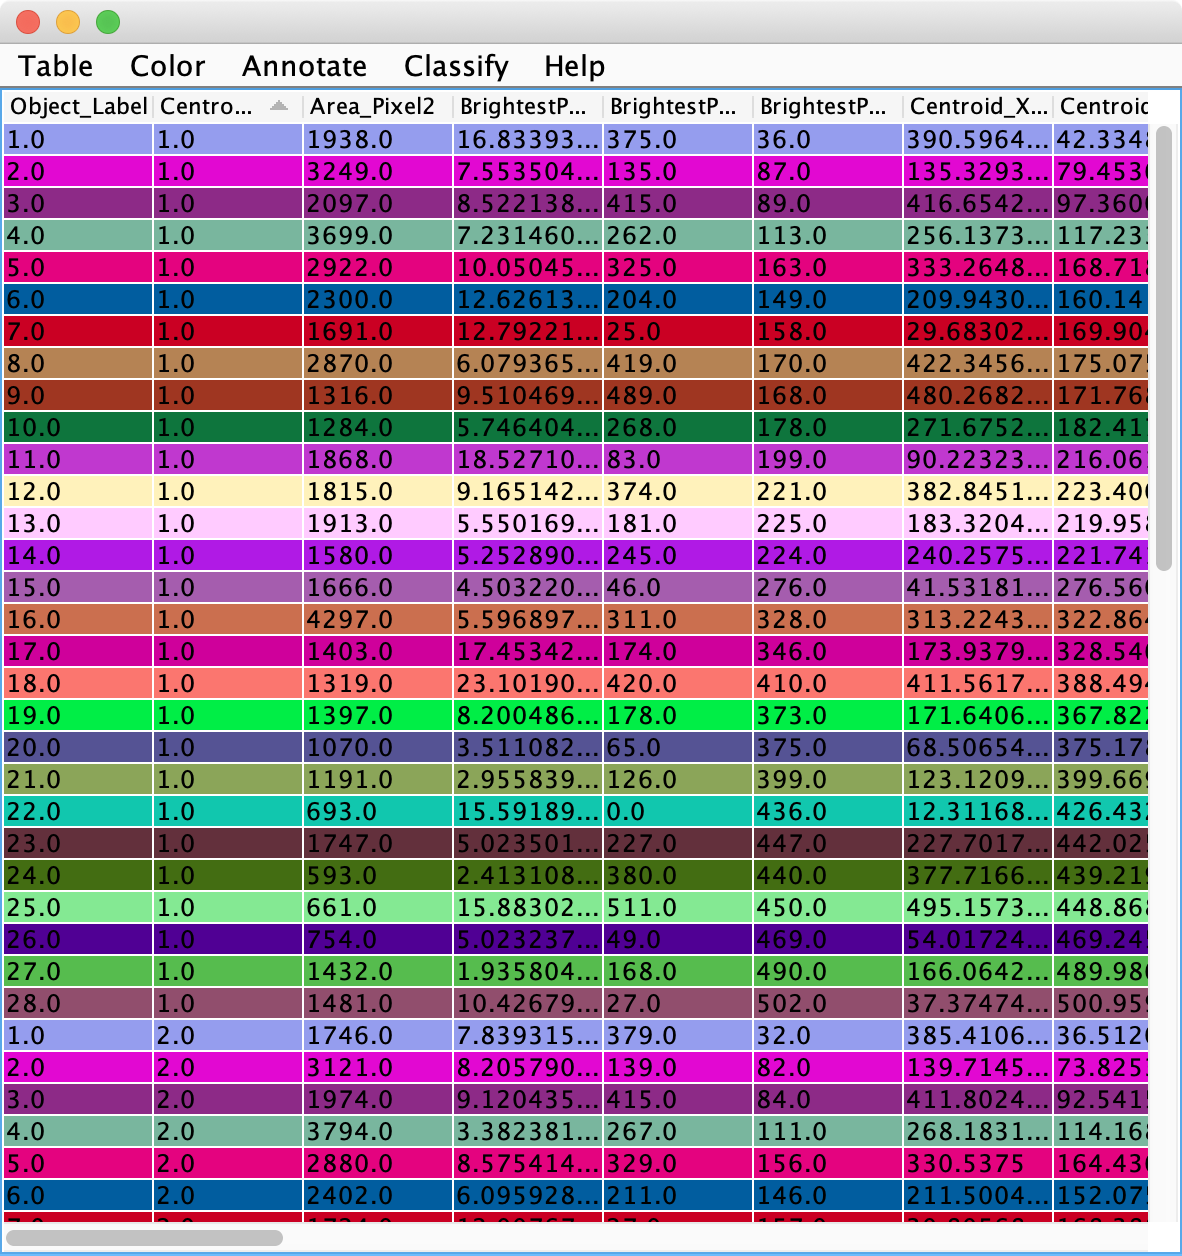 Table Color Annotate Classify Help
Object_Label Centro... Area_Pixel2 BrightestP... BrightestP... BrightestP... Centroid_X... Centroid
1.0 1.0 1938.0 16.83393... 375.0 36.0 390.5964... 42.334
2.0 1.0 3249.0 7.553504... 135.0 87.0 135.3293... 79.453
3.0 1.0 2097.0 8.522138... 415.0 89.0 416.6542... 97.360
4.0 1.0 3699.0 7.231460... 262.0 113.0 256.1373... 117.23
5.0 1.0 2922.0 10.05045... 325.0 163.0 333.2648... 168.71
6.0 1.0 2300.0 12.62613... 204.0 149.0 209.9430... 160.14
7.0 1.0 1691.0 12.79221... 25.0 158.0 29.68302... 169.90
8.0 1.0 2870.0 6.079365... 419.0 170.0 422.3456... 175.07
9.0 1.0 1316.0 9.510469... 489.0 168.0 480.2682... 171.76
10.0 1.0 1284.0 5.746404... 268.0 178.0 271.6752... 182.41
11.0 1.0 1868.0 18.52710... 83.0 199.0 90.22323... 216.06
12.0 1.0 1815.0 9.165142... 374.0 221.0 382.8451... 223.40
13.0 1.0 1913.0 5.550169... 181.0 225.0 183.3204... 219.95
14.0 1.0 1580.0 5.252890... 245.0 224.0 240.2575... 221.74
15.0 1.0 1666.0 4.503220... 46.0 276.0 41.53181... 276.56
16.0 1.0 4297.0 5.596897... 311.0 328.0 313.2243... 322.86
17.0 1.0 1403.0 17.45342... 174.0 346.0 173.9379... 328.54
18.0 1.0 1319.0 23.10190... 420.0 410.0 411.5617... 388.49
19.0 1.0 1397.0 8.200486... 178.0 373.0 171.6406... 367.82
20.0 1.0 1070.0 3.511082... 65.0 375.0 68.50654... 375.17
21.0 1.0 1191.0 2.955839... 126.0 399.0 123.1209... 399.66
22.0 1.0 693.0 15.59189... 0.0 436.0 12.31168... 426.43
23.0 1.0 1747.0 5.023501... 227.0 447.0 227.7017... 442.02
24.0 1.0 593.0 2.413108... 380.0 440.0 377.7166... 439.21
25.0 1.0 661.0 15.88302... 511.0 450.0 495.1573... 448.86
26.0 1.0 754.0 5.023237... 49.0 469.0 54.01724... 469.24
27.0 1.0 1432.0 1.935804... 168.0 490.0 166.0642... 489.98
28.0 1.0 1481.0 10.42679... 27.0 502.0 37.37474... 500.95
1.0 2.0 1746.0 7.839315... 379.0 32.0 385.4106... 36.512
2.0 2.0 3121.0 8.205790... 139.0 82.0 139.7145... 73.825
3.0 2.0 1974.0 9.120435... 415.0 84.0 411.8024... 92.541
4.0 2.0 3794.0 3.382381... 267.0 111.0 268.1831... 114.16
5.0 2.0 2880.0 8.575414... 329.0 156.0 330.5375 164.43
6.0 2.0 2402.0 6.095928... 211.0 146.0 211.5004... 152.07